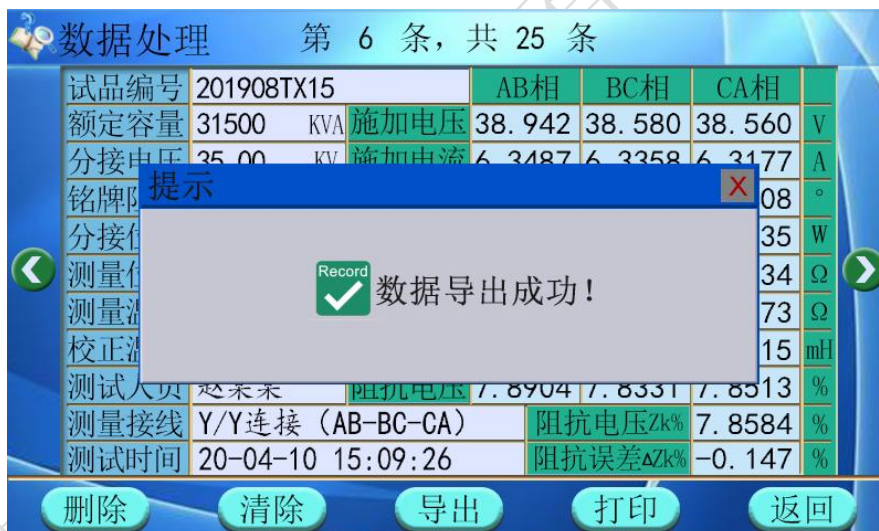 数据处理 第 6 条，共 25 条
试品编号 201908TX15 AB相 BC相 CA相
额定容量 31500 KVA 施加电压 38.942 38.580 38.560 V
分接电压 35.00 KV 施加电流 6.3487 6.3358 6.3177 A
铭牌 08 °
分接 35 W
测量 34 Ω
测量 73 Ω
校正 15 mH
提示 X
Record 数据导出成功！
测试人员 赵某某 阻抗电压 7.8904 7.8331 7.8513 %
测量接线 Y/Y连接（AB-BC-CA） 阻抗电压Zk% 7.8584 %
测试时间 20-04-10 15:09:26 阻抗误差ΔZk% -0.147 %
删除 清除 导出 打印 返回